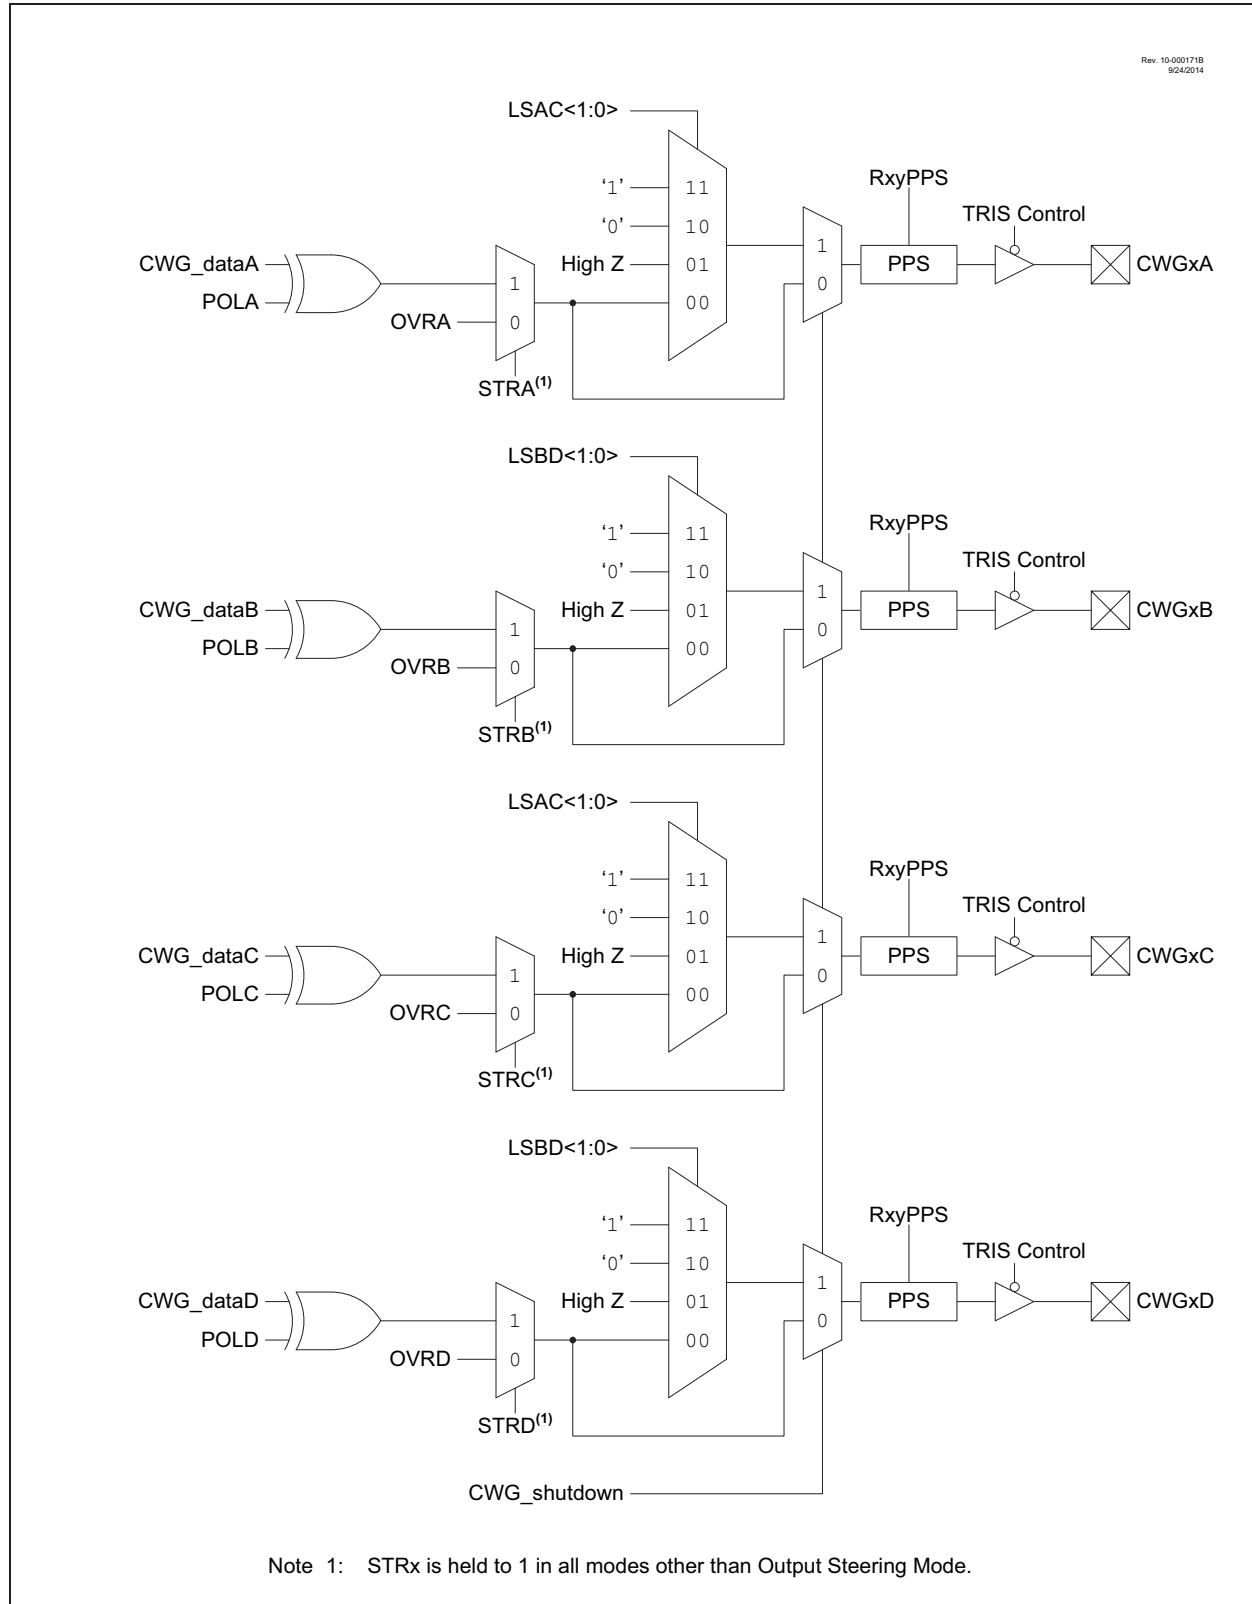 Rev. 10-000171B
9/24/2014
LSAC<1:0>
‘1’
11
‘0’
10
High Z
01
00
CWG_dataA
POLA
1
0
OVRA
STRA(1)
1
0
RxyPPS
PPS
TRIS Control
CWGxA
LSBD<1:0>
‘1’
11
‘0’
10
High Z
01
00
CWG_dataB
POLB
1
0
OVRB
STRB(1)
1
0
RxyPPS
PPS
TRIS Control
CWGxB
LSAC<1:0>
‘1’
11
‘0’
10
High Z
01
00
CWG_dataC
POLC
1
0
OVRC
STRC(1)
1
0
RxyPPS
PPS
TRIS Control
CWGxC
LSBD<1:0>
‘1’
11
‘0’
10
High Z
01
00
CWG_dataD
POLD
1
0
OVRD
STRD(1)
1
0
RxyPPS
PPS
TRIS Control
CWGxD
CWG_shutdown
Note 1: STRx is held to 1 in all modes other than Output Steering Mode.